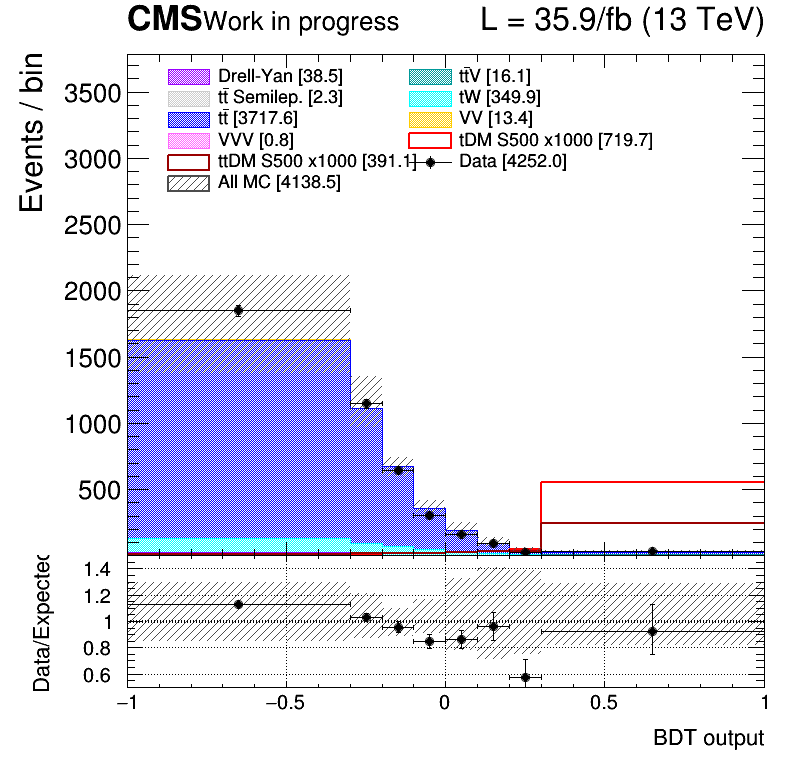 CMS Work in progress L = 35.9/fb (13 TeV)
Events / bin
Drell-Yan [38.5] tt̄V [16.1]
tt̄ Semilep. [2.3] tW [349.9]
tt̄ [3717.6] VV [13.4]
VVV [0.8] tDM S500 x1000 [719.7]
ttDM S500 x1000 [391.1] Data [4252.0]
All MC [4138.5]
3500
3000
2500
2000
1500
1000
500
Data/Expected
1.4
1.2
1
0.8
0.6
−1 −0.5 0 0.5 1
BDT output